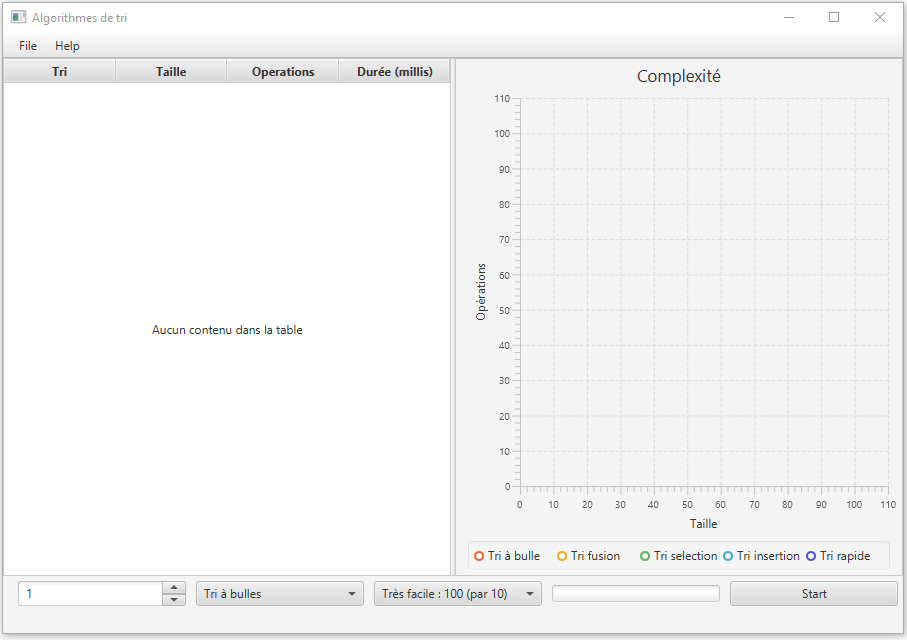 Algorithmes de tri
File Help
Tri Taille Operations Durée (millis)
Aucun contenu dans la table
Complexité
110
100
90
80
70
60
50
40
30
20
10
0
Opérations
0 10 20 30 40 50 60 70 80 90 100 110
Taille
Tri à bulle Tri fusion Tri selection Tri insertion Tri rapide
1 Tri à bulles Très facile : 100 (par 10) Start